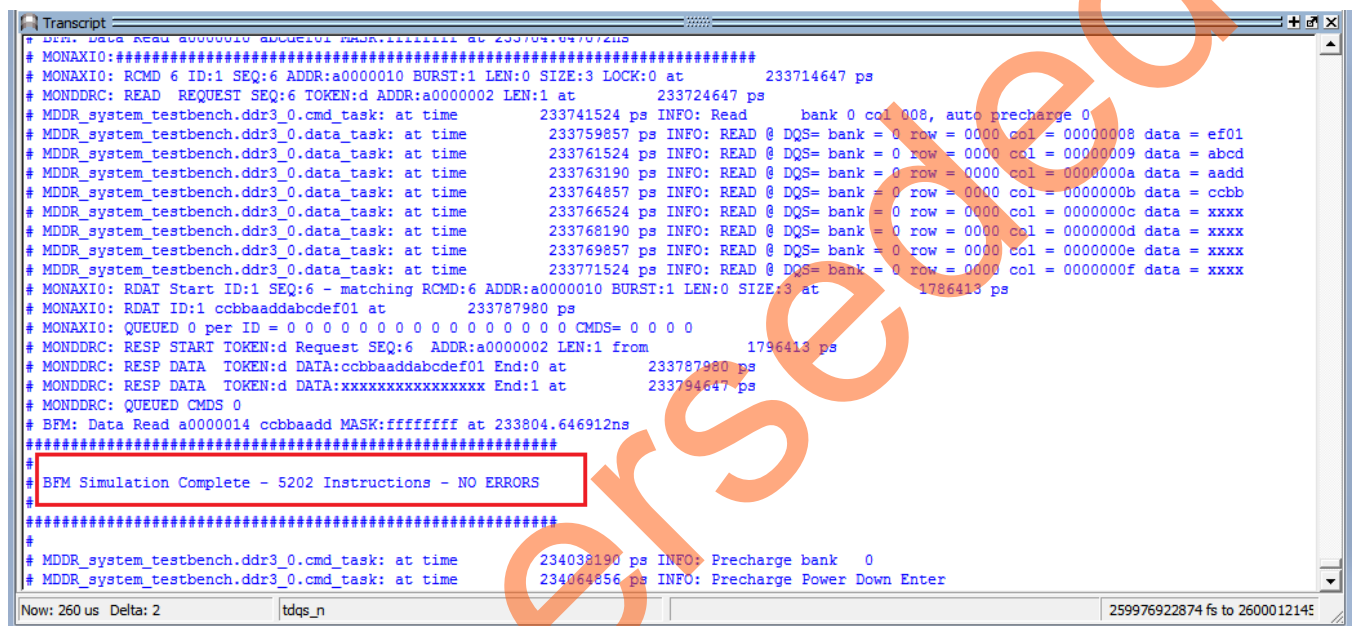 Transcript
# BFM: Data Read a0000010 abcdef01 MASK:ffffffff at 233704.647072ns
# MONAXI0:#######################################################################
# MONAXI0: RCMD 6 ID:1 SEQ:6 ADDR:a0000010 BURST:1 LEN:0 SIZE:3 LOCK:0 at 233714647 ps
# MONDDRC: READ REQUEST SEQ:6 TOKEN:d ADDR:a0000002 LEN:1 at 233724647 ps
# MDDR_system_testbench.ddr3_0.cmd_task: at time 233741524 ps INFO: Read bank 0 col 008, auto precharge 0
# MDDR_system_testbench.ddr3_0.data_task: at time 233759857 ps INFO: READ @ DQS= bank = 0 row = 0000 col = 00000008 data = ef01
# MDDR_system_testbench.ddr3_0.data_task: at time 233761524 ps INFO: READ @ DQS= bank = 0 row = 0000 col = 00000009 data = abcd
# MDDR_system_testbench.ddr3_0.data_task: at time 233763190 ps INFO: READ @ DQS= bank = 0 row = 0000 col = 0000000a data = aadd
# MDDR_system_testbench.ddr3_0.data_task: at time 233764857 ps INFO: READ @ DQS= bank = 0 row = 0000 col = 0000000b data = ccbb
# MDDR_system_testbench.ddr3_0.data_task: at time 233766524 ps INFO: READ @ DQS= bank = 0 row = 0000 col = 0000000c data = xxxx
# MDDR_system_testbench.ddr3_0.data_task: at time 233768190 ps INFO: READ @ DQS= bank = 0 row = 0000 col = 0000000d data = xxxx
# MDDR_system_testbench.ddr3_0.data_task: at time 233769857 ps INFO: READ @ DQS= bank = 0 row = 0000 col = 0000000e data = xxxx
# MDDR_system_testbench.ddr3_0.data_task: at time 233771524 ps INFO: READ @ DQS= bank = 0 row = 0000 col = 0000000f data = xxxx
# MONAXI0: RDAT Start ID:1 SEQ:6 - matching RCMD:6 ADDR:a0000010 BURST:1 LEN:0 SIZE:3 at 1786413 ps
# MONAXI0: RDAT ID:1 ccbbaaddabcdef01 at 233787980 ps
# MONAXI0: QUEUED 0 per ID = 0 0 0 0 0 0 0 0 0 0 0 0 0 0 0 0 CMDS= 0 0 0 0
# MONDDRC: RESP START TOKEN:d Request SEQ:6 ADDR:a0000002 LEN:1 from 1796413 ps
# MONDDRC: RESP DATA TOKEN:d DATA:ccbbaaddabcdef01 End:0 at 233787980 ps
# MONDDRC: RESP DATA TOKEN:d DATA:xxxxxxxxxxxxxxxx End:1 at 233794647 ps
# MONDDRC: QUEUED CMDS 0
# BFM: Data Read a0000014 ccbbaadd MASK:ffffffff at 233804.646912ns
###########################################################
#
# BFM Simulation Complete - 5202 Instructions - NO ERRORS
#
###########################################################
#
# MDDR_system_testbench.ddr3_0.cmd_task: at time 234038190 ps INFO: Precharge bank 0
# MDDR_system_testbench.ddr3_0.cmd_task: at time 234064856 ps INFO: Precharge Power Down Enter
Now: 260 us Delta: 2 tdqs_n 259976922874 fs to 2600012145